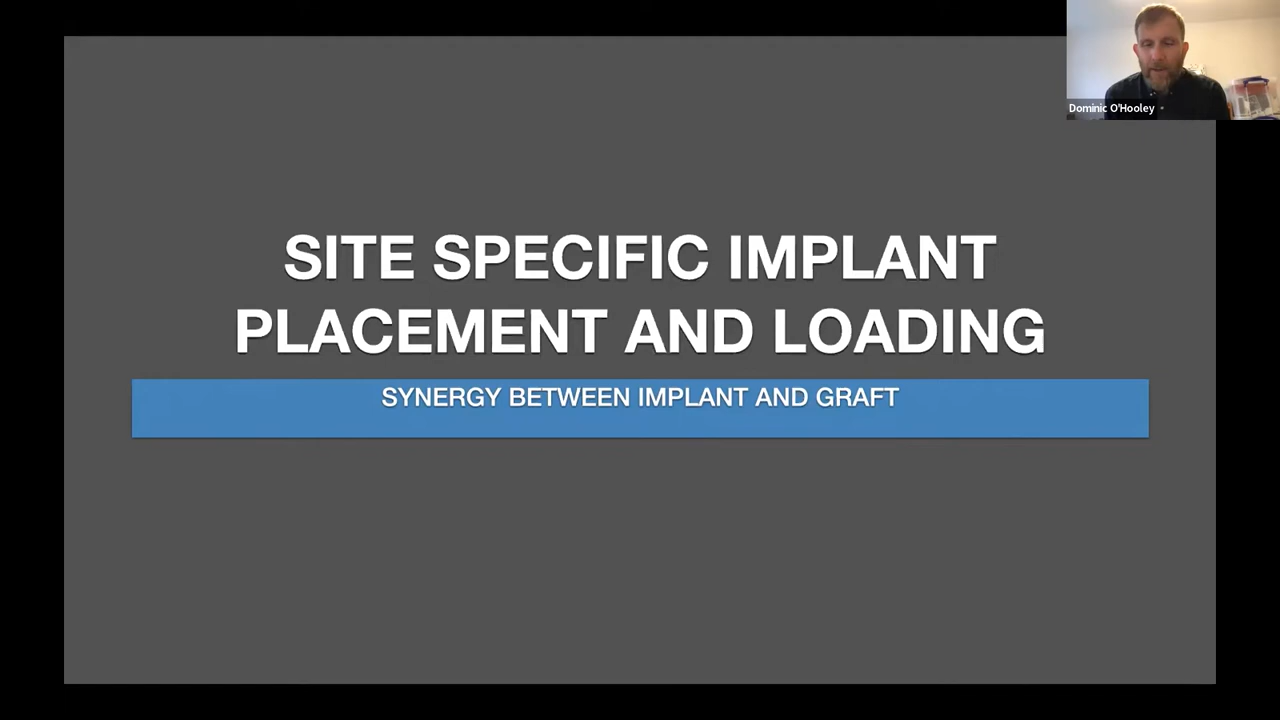 Dominic O'Hooley
SITE SPECIFIC IMPLANT
PLACEMENT AND LOADING
SYNERGY BETWEEN IMPLANT AND GRAFT